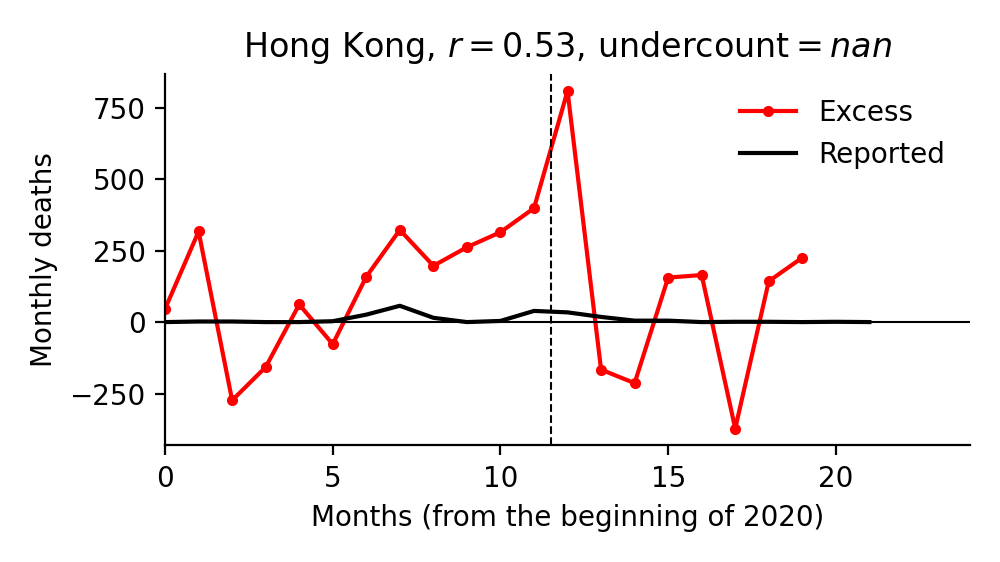 Hong Kong, r = 0.53, undercount = nan
750
500
250
0
−250
Monthly deaths
Excess
Reported
0
5
10
15
20
Months (from the beginning of 2020)